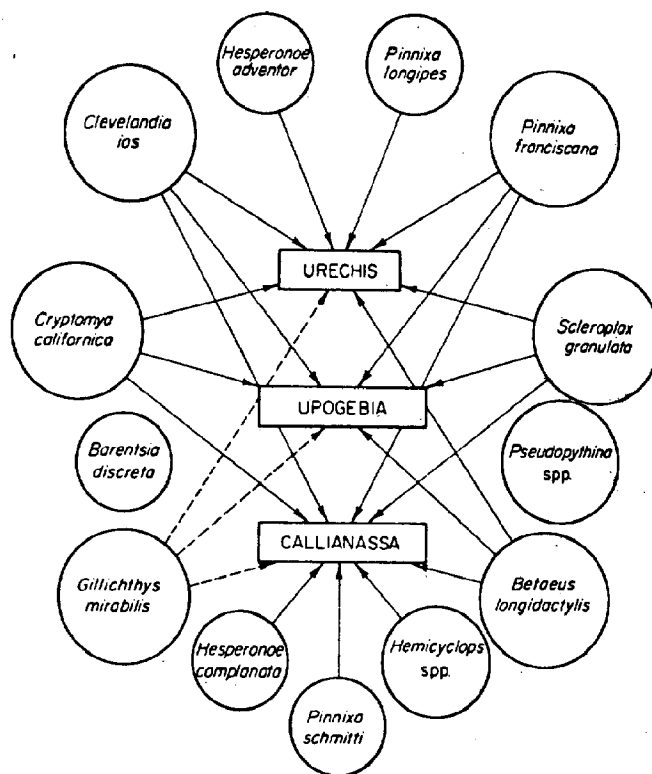 Hesperonoe
adventor
Pinnixa
longipes
Clevelandia
ios
Pinnixa
franciscana
URECHIS
Cryptomya
californica
Scleroplax
granulata
UPOGEBIA
Barentsia
discreta
Pseudopythina
spp.
CALLIANASSA
Gillichthys
mirabilis
Betaeus
longidactylis
Hesperonoe
complanata
Hemicyclops
spp.
Pinnixa
schmitti